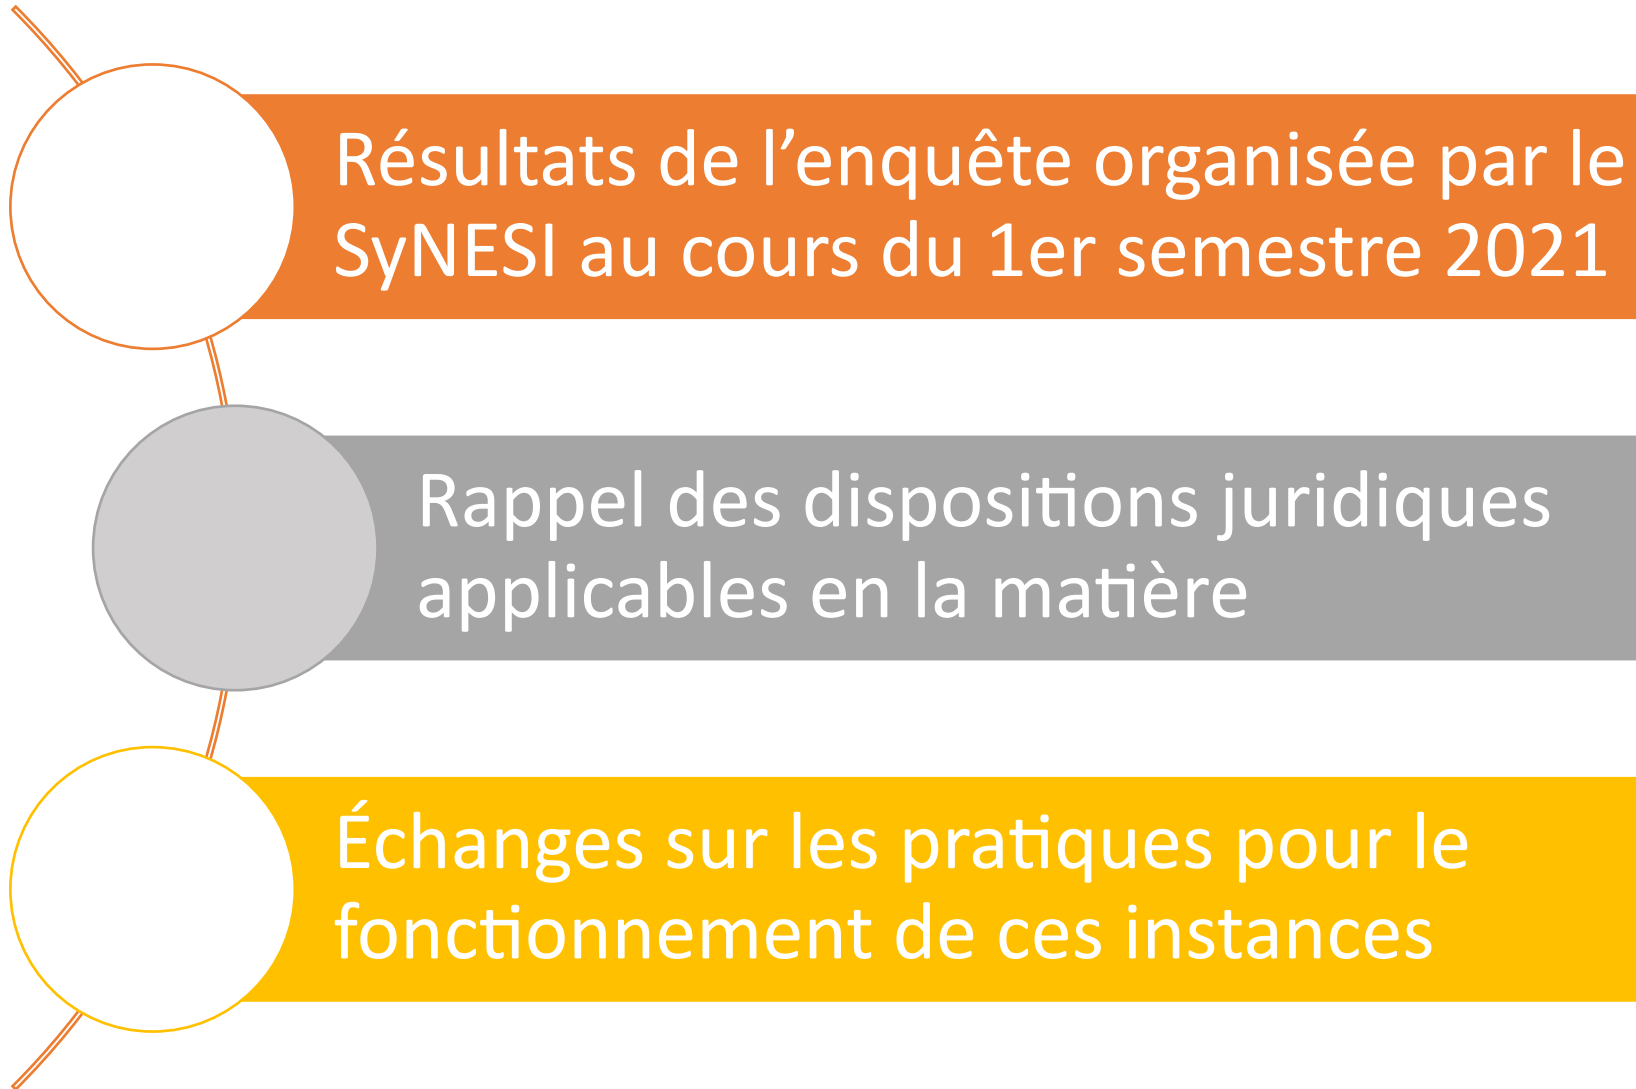 Résultats de l’enquête organisée par le
SyNESI au cours du 1er semestre 2021
Rappel des dispositions juridiques
applicables en la matière
Échanges sur les pratiques pour le
fonctionnement de ces instances